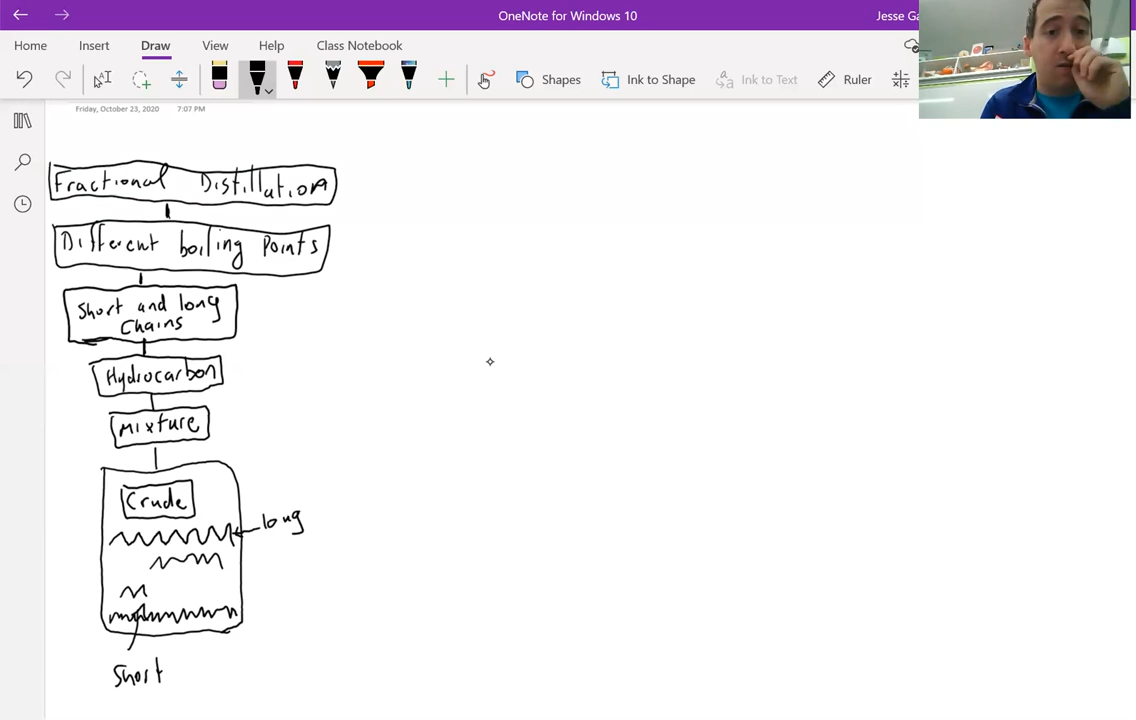 OneNote for Windows 10
Jesse Ga
Home Insert Draw View Help Class Notebook
Shapes Ink to Shape Ink to Text Ruler
Friday, October 23, 2020 7:07 PM
Fractional Distillation
Different boiling Points
Short and long
Chains
Hydrocarbon
Mixture
Crude
long
Short